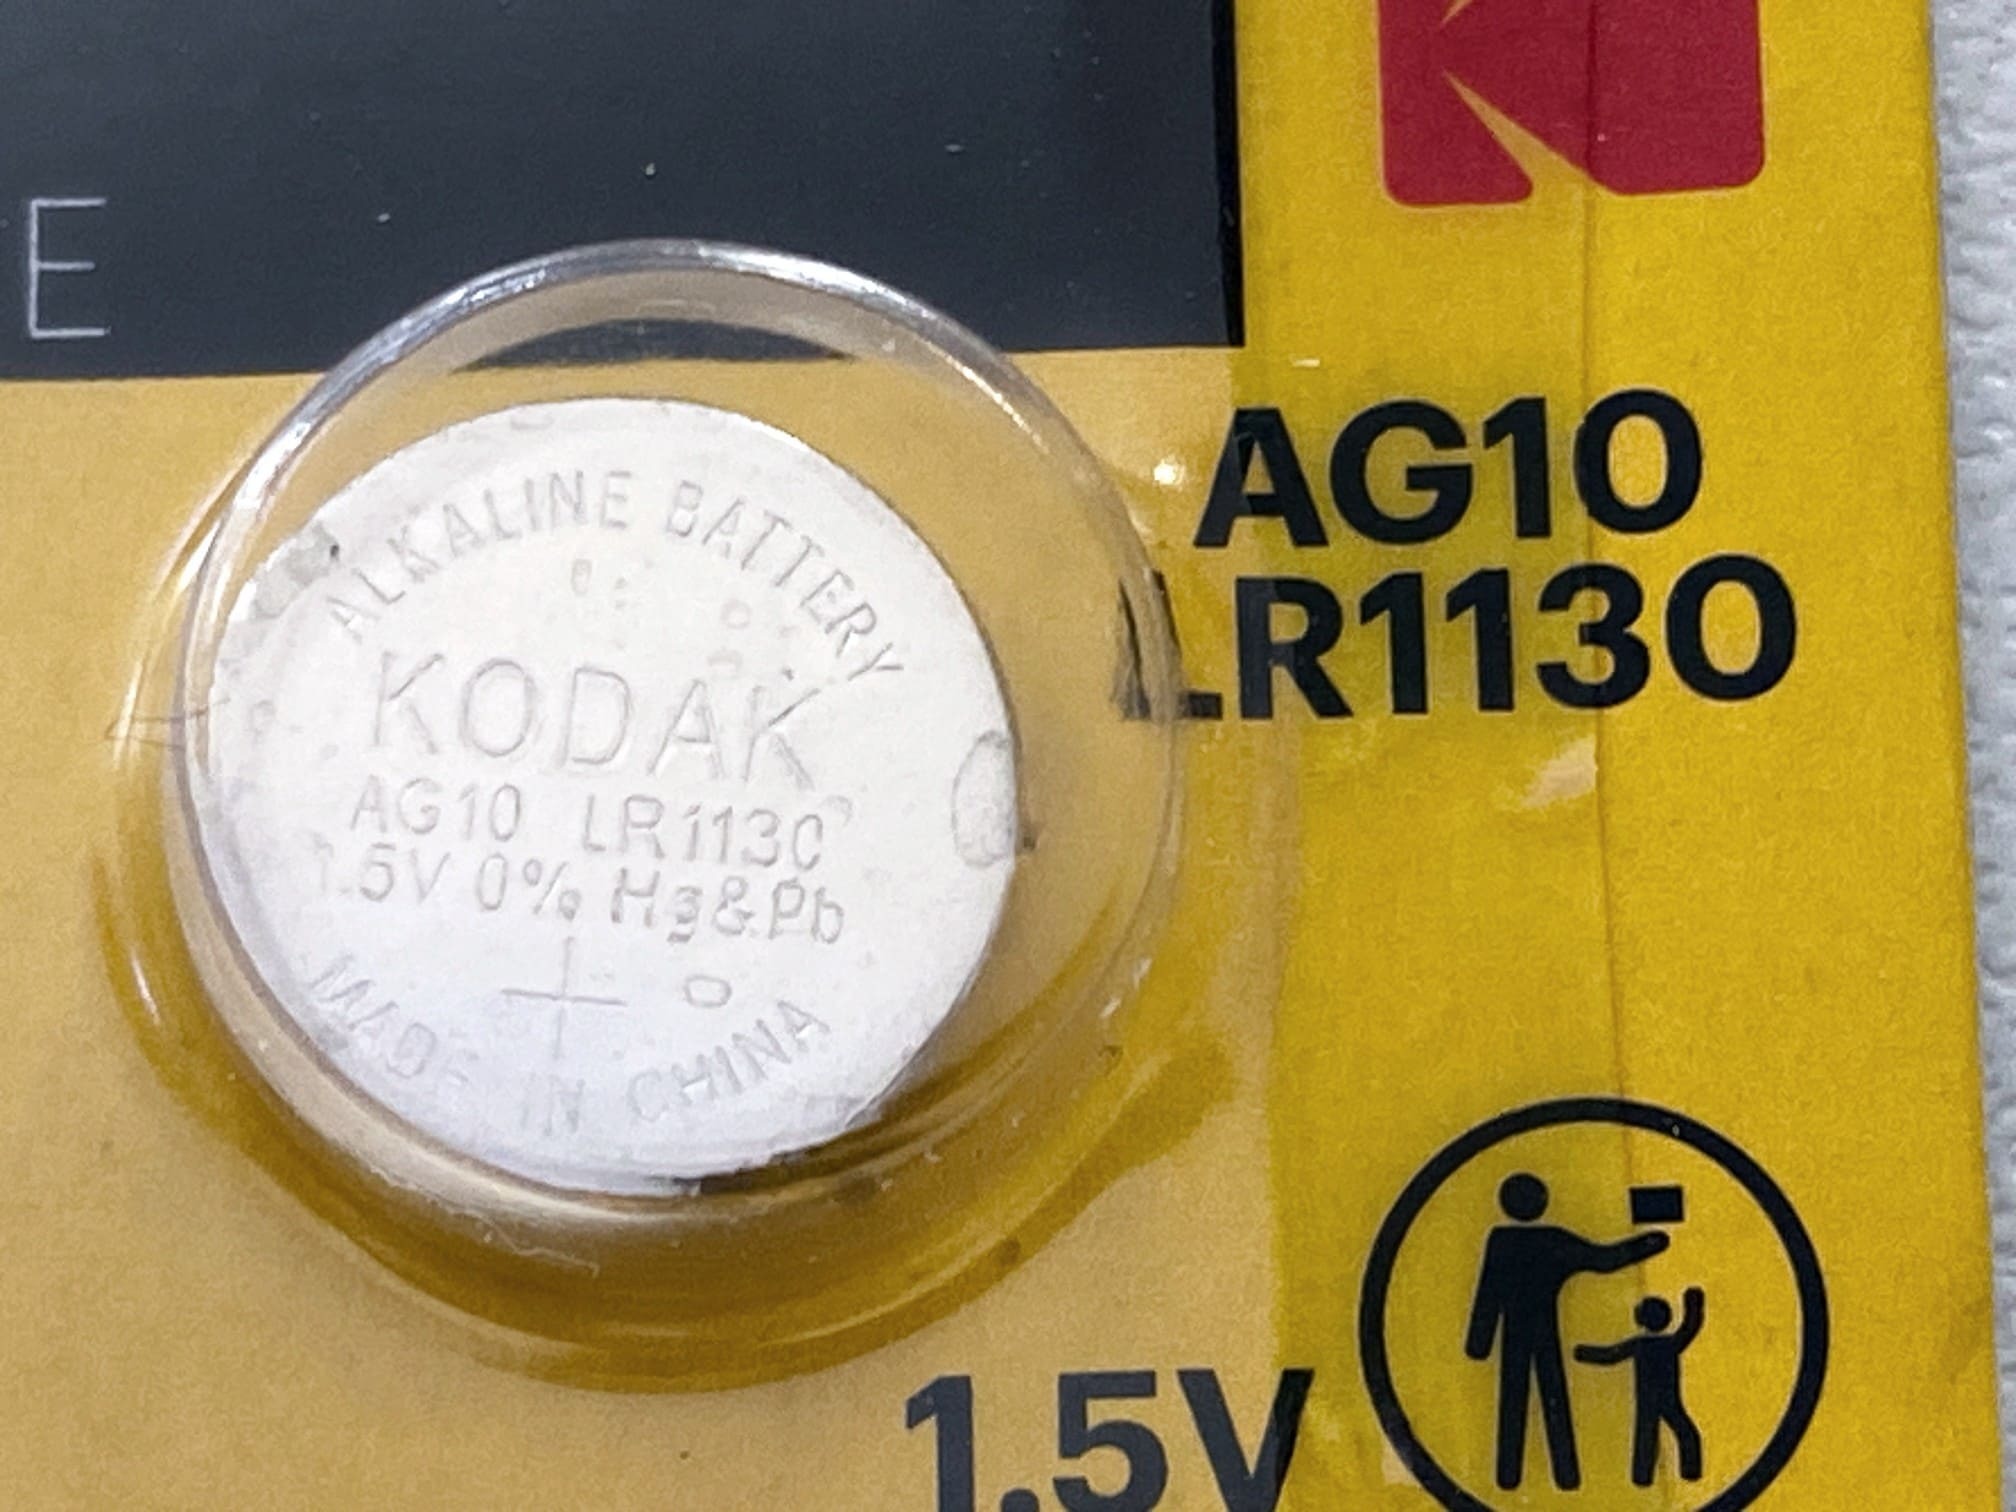 E
ALKALINE BATTERY
KODAK
AG10 LR1130
1.5V 0% Hg&Pb
+
MADE IN CHINA
AG10
LR1130
1.5V